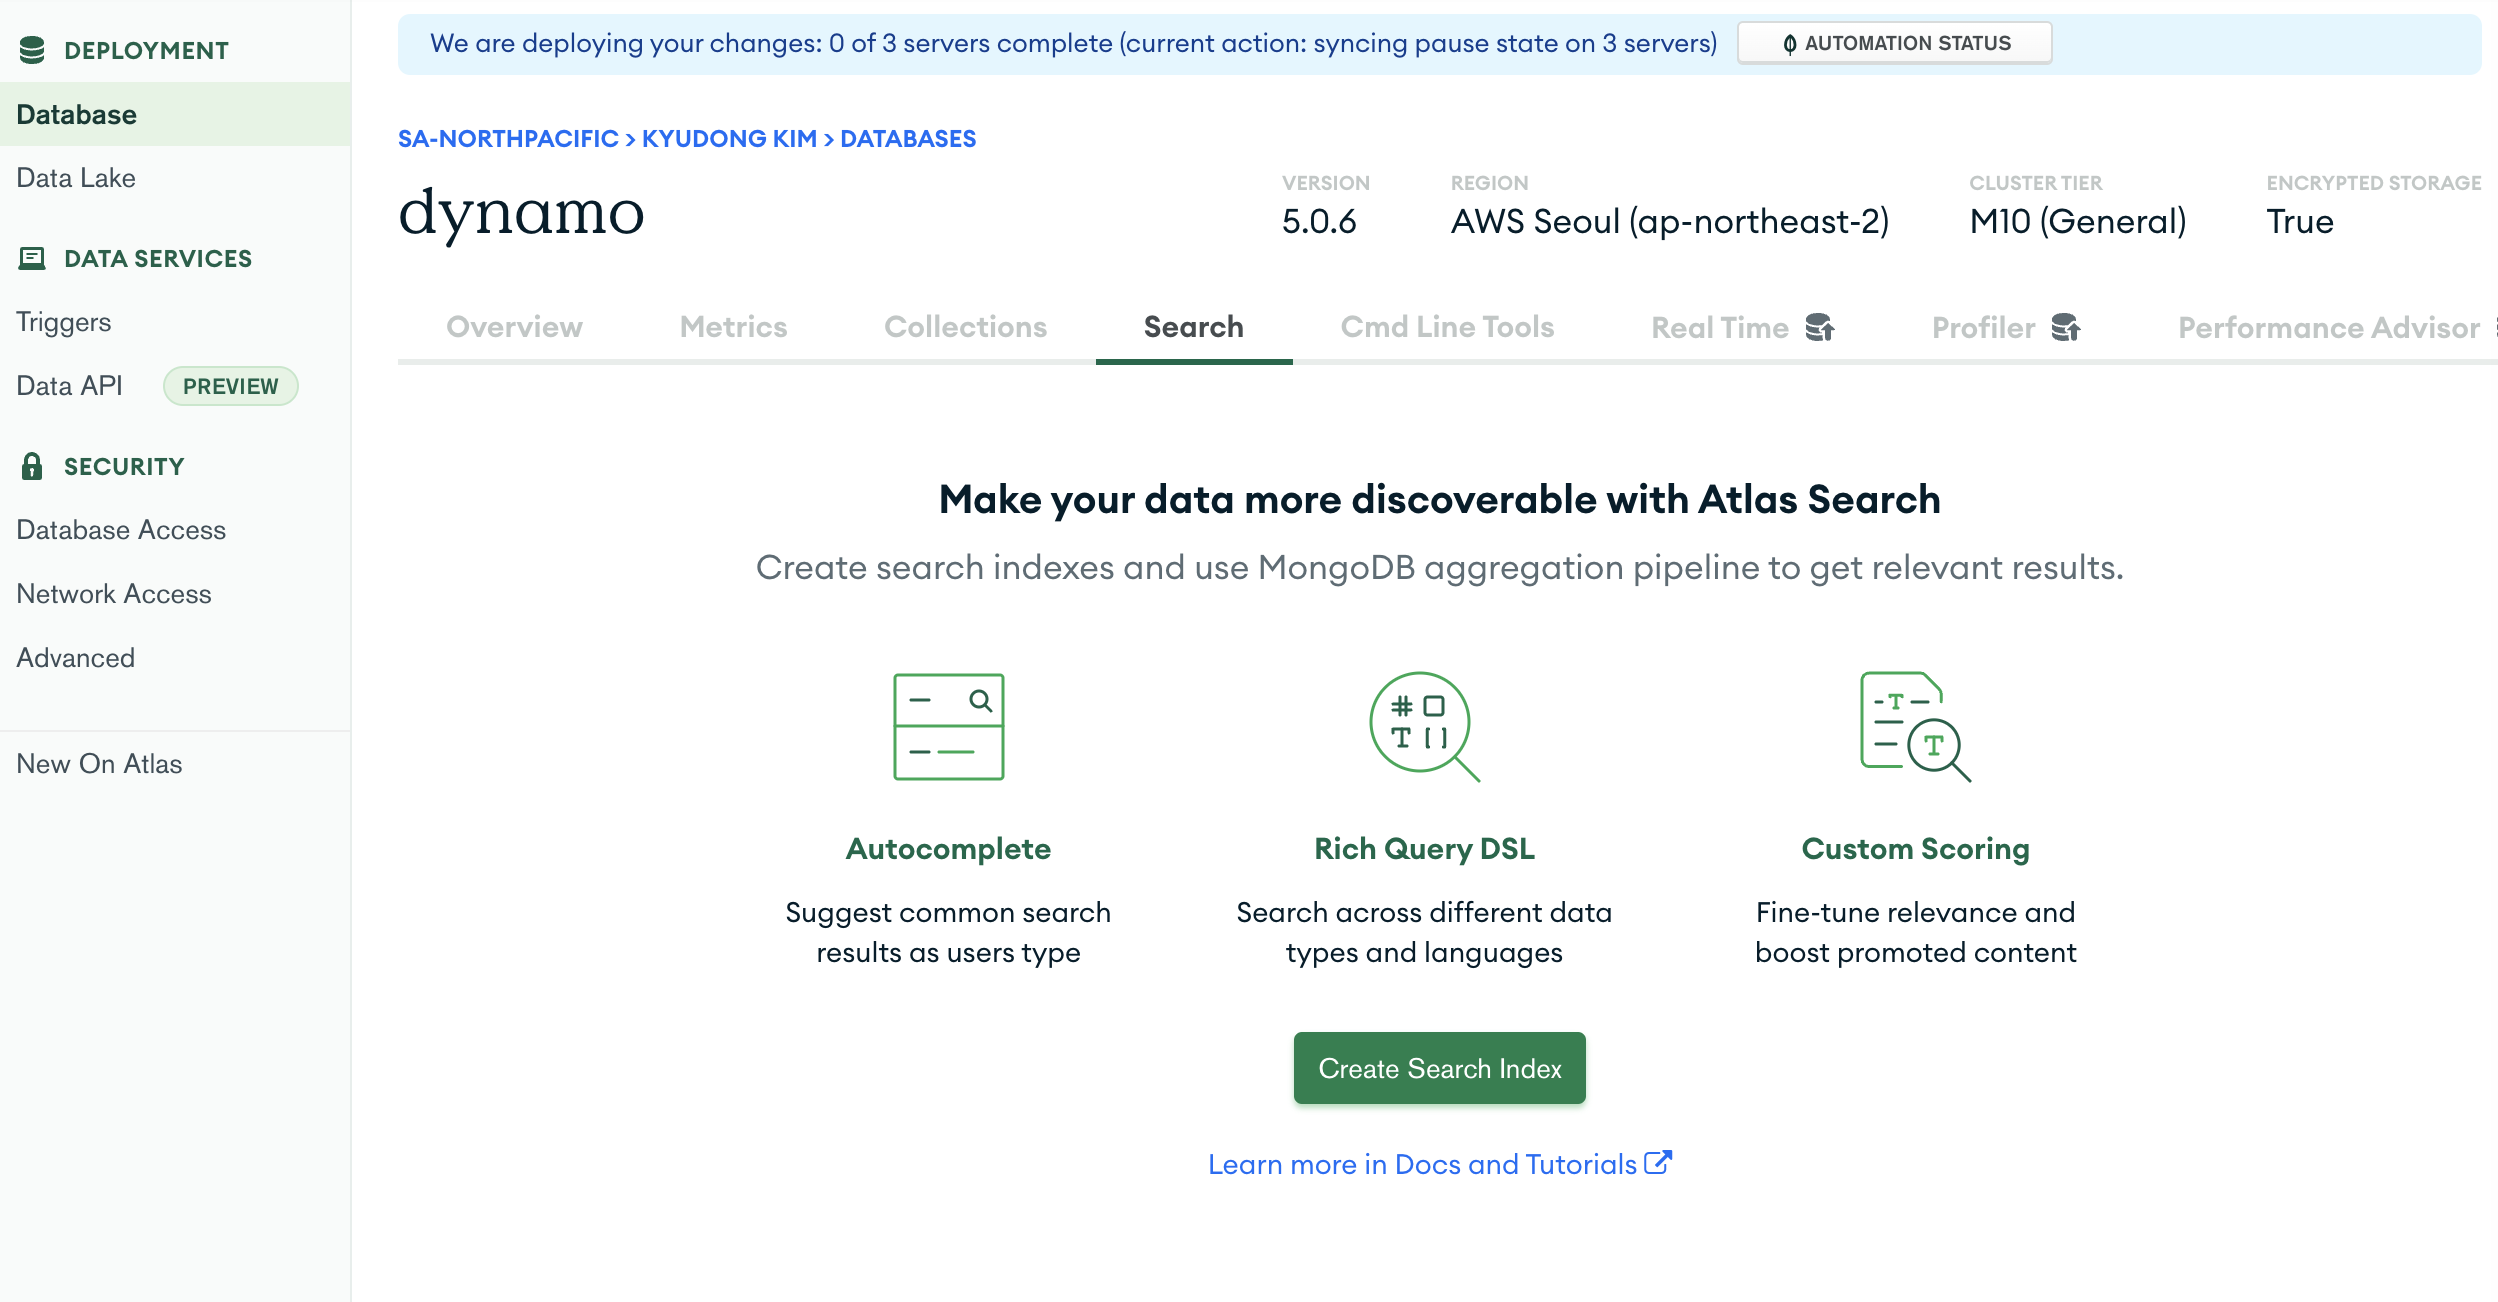 DEPLOYMENT
Database
Data Lake
DATA SERVICES
Triggers
Data API PREVIEW
SECURITY
Database Access
Network Access
Advanced
New On Atlas
We are deploying your changes: 0 of 3 servers complete (current action: syncing pause state on 3 servers) AUTOMATION STATUS
SA-NORTHPACIFIC > KYUDONG KIM > DATABASES
dynamo
VERSION
5.0.6
REGION
AWS Seoul (ap-northeast-2)
CLUSTER TIER
M10 (General)
ENCRYPTED STORAGE
True
Overview Metrics Collections Search Cmd Line Tools Real Time Profiler Performance Advisor
Make your data more discoverable with Atlas Search
Create search indexes and use MongoDB aggregation pipeline to get relevant results.
Autocomplete
Suggest common search
results as users type
Rich Query DSL
Search across different data
types and languages
Custom Scoring
Fine-tune relevance and
boost promoted content
Create Search Index
Learn more in Docs and Tutorials